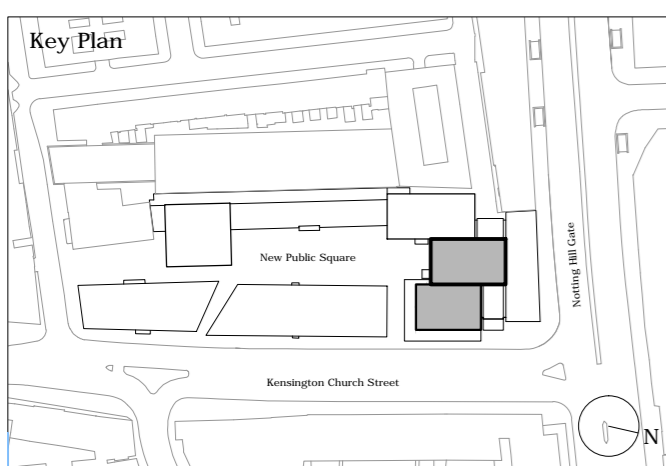 Key Plan
New Public Square
Notting Hill Gate
Kensington Church Street
N